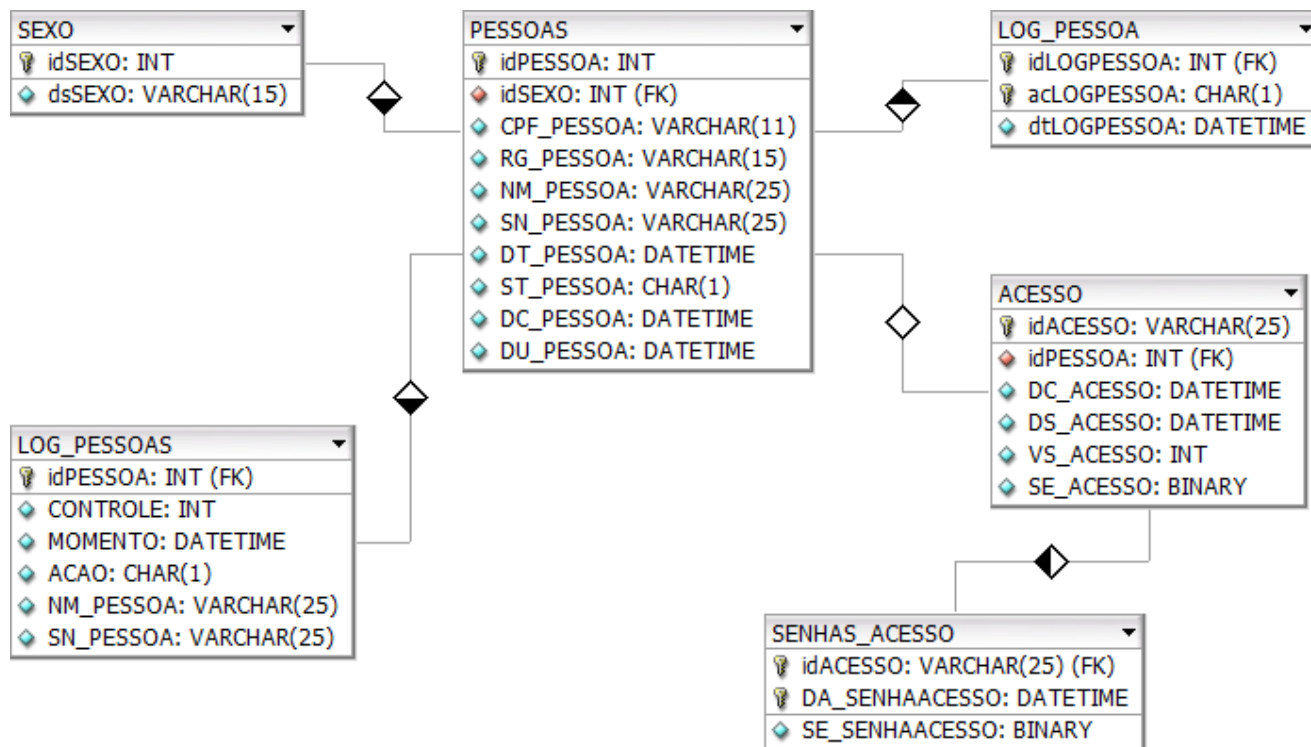 SEXO
idSEXO: INT
dsSEXO: VARCHAR(15)
PESSOAS
idPESSOA: INT
idSEXO: INT (FK)
CPF_PESSOA: VARCHAR(11)
RG_PESSOA: VARCHAR(15)
NM_PESSOA: VARCHAR(25)
SN_PESSOA: VARCHAR(25)
DT_PESSOA: DATETIME
ST_PESSOA: CHAR(1)
DC_PESSOA: DATETIME
DU_PESSOA: DATETIME
LOG_PESSOA
idLOGPESSOA: INT (FK)
acLOGPESSOA: CHAR(1)
dtLOGPESSOA: DATETIME
ACESSO
idACESSO: VARCHAR(25)
idPESSOA: INT (FK)
DC_ACESSO: DATETIME
DS_ACESSO: DATETIME
VS_ACESSO: INT
SE_ACESSO: BINARY
LOG_PESSOAS
idPESSOA: INT (FK)
CONTROLE: INT
MOMENTO: DATETIME
ACAO: CHAR(1)
NM_PESSOA: VARCHAR(25)
SN_PESSOA: VARCHAR(25)
SENHAS_ACESSO
idACESSO: VARCHAR(25) (FK)
DA_SENHAACESSO: DATETIME
SE_SENHAACESSO: BINARY